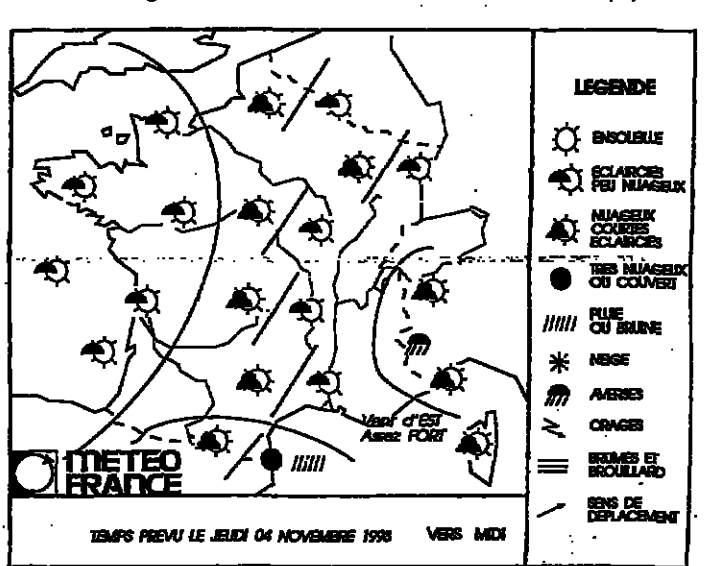 LEGENDE
ENSOLEILLE
ECLAIRCIES
PEU NUAGEUX
NUAGEUX
COURTES
ECLAIRCIES
TRES NUAGEUX
OU COUVERT
PLUIE
OU BRUINE
NEIGE
AVERSES
ORAGES
BRUMES ET
BROUILLARD
SENS DE
DEPLACEMENT
Vent d'EST
Assez FORT
METEO
FRANCE
TEMPS PREVU LE JEUDI 04 NOVEMBRE 1993 VERS MIDI